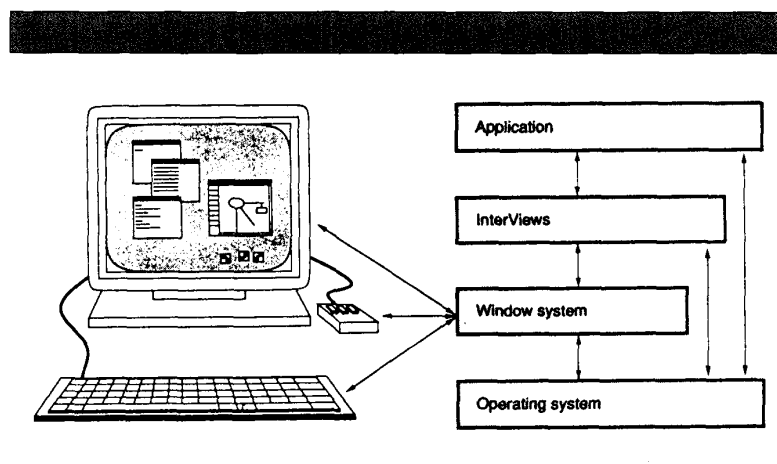 Application
InterViews
Window system
Operating system